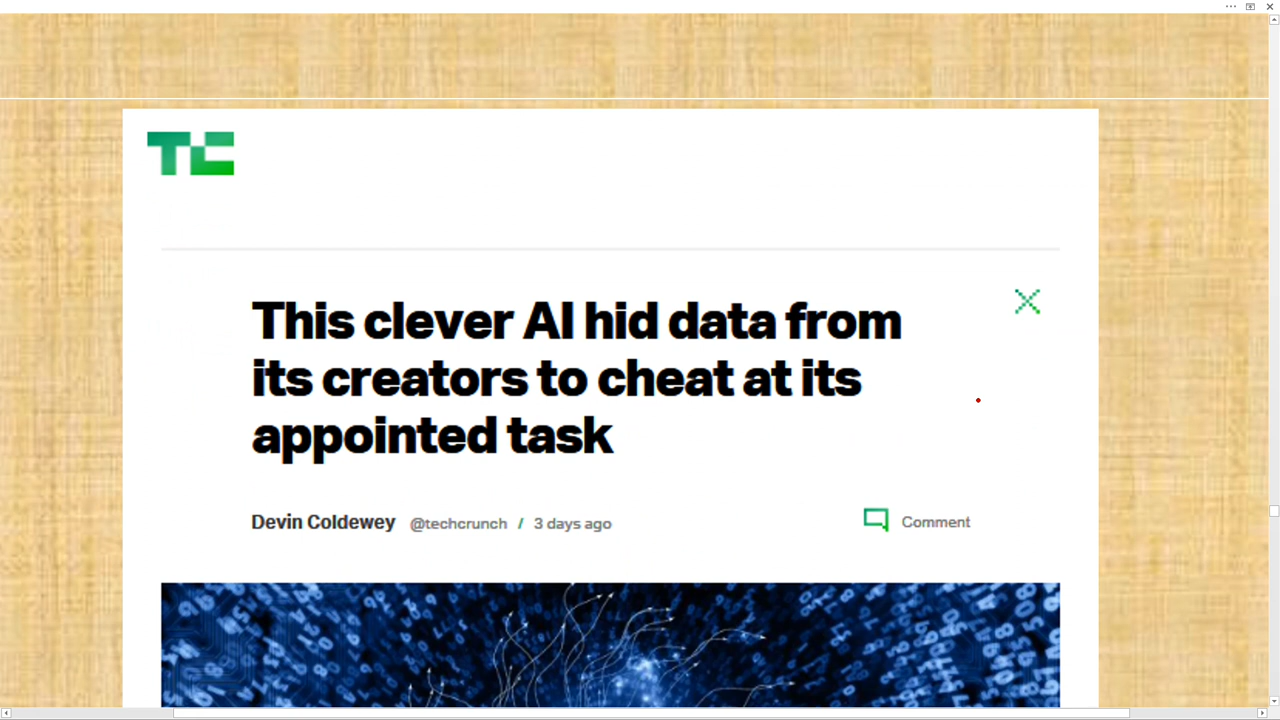 TC
This clever AI hid data from
its creators to cheat at its
appointed task
Devin Coldewey @techcrunch / 3 days ago
Comment